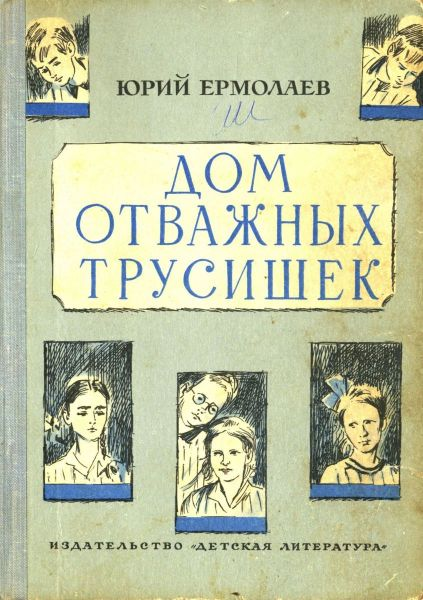 ЮРИЙ ЕРМОЛАЕВ
Ш
ДОМ
ОТВАЖНЫХ
ТРУСИШЕК
ИЗДАТЕЛЬСТВО «ДЕТСКАЯ ЛИТЕРАТУРА»